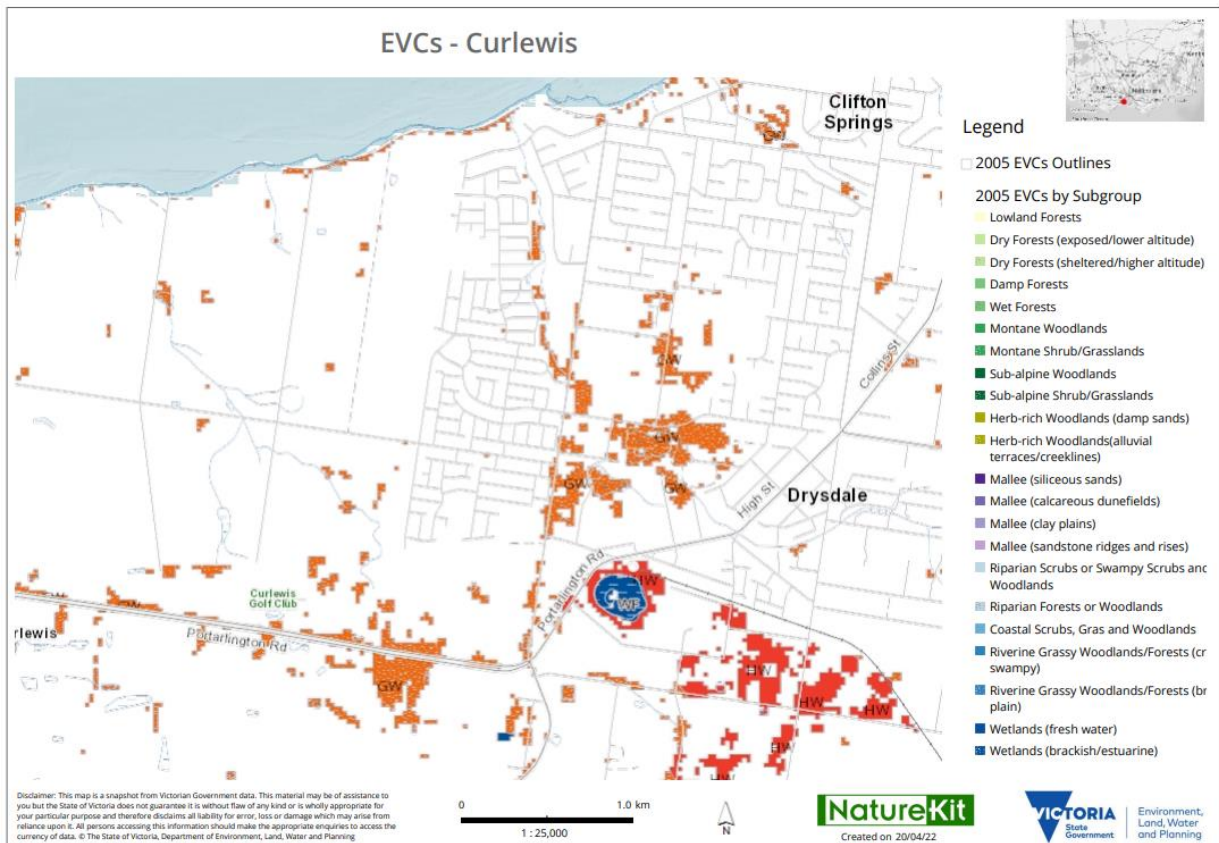 EVCs - Curlewis
Clifton
Springs
GW
GW
Collins St
GW
GW
GW
High St
Drysdale
Portarlington Rd
HW
WF
Curlewis
Golf Club
rlewis
Portarlington Rd
GW
HW
HW
HW
HW
HW
Legend
2005 EVCs Outlines
2005 EVCs by Subgroup
Lowland Forests
Dry Forests (exposed/lower altitude)
Dry Forests (sheltered/higher altitude)
Damp Forests
Wet Forests
Montane Woodlands
Montane Shrub/Grasslands
Sub-alpine Woodlands
Sub-alpine Shrub/Grasslands
Herb-rich Woodlands (damp sands)
Herb-rich Woodlands(alluvial
terraces/creeklines)
Mallee (siliceous sands)
Mallee (calcareous dunefields)
Mallee (clay plains)
Mallee (sandstone ridges and rises)
Riparian Scrubs or Swampy Scrubs and
Woodlands
Riparian Forests or Woodlands
Coastal Scrubs, Gras and Woodlands
Riverine Grassy Woodlands/Forests (cr
swampy)
Riverine Grassy Woodlands/Forests (br
plain)
Wetlands (fresh water)
Wetlands (brackish/estuarine)
Disclaimer: This map is a snapshot from Victorian Government data. This material may be of assistance to
you but the State of Victoria does not guarantee it is without flaw of any kind or is wholly appropriate for
your particular purpose and therefore disclaims all liability for error, loss or damage which may arise from
reliance upon it. All persons accessing this information should make the appropriate enquiries to access the
currency of data. © The State of Victoria, Department of Environment, Land, Water and Planning
0 1.0 km
1 : 25,000
N
NatureKit
Created on 20/04/22
VICTORIA
State
Government
Environment,
Land, Water
and Planning